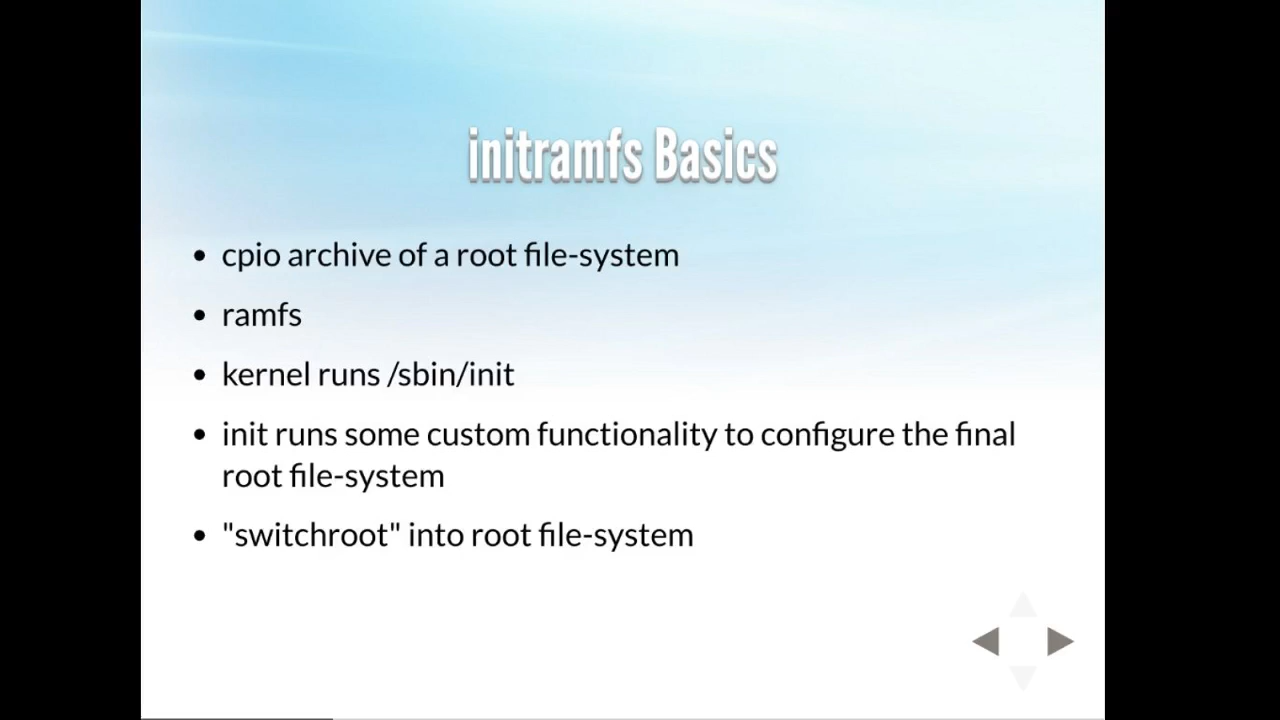 initramfs Basics
• cpio archive of a root file-system
• ramfs
• kernel runs /sbin/init
• init runs some custom functionality to configure the final
root file-system
• "switchroot" into root file-system